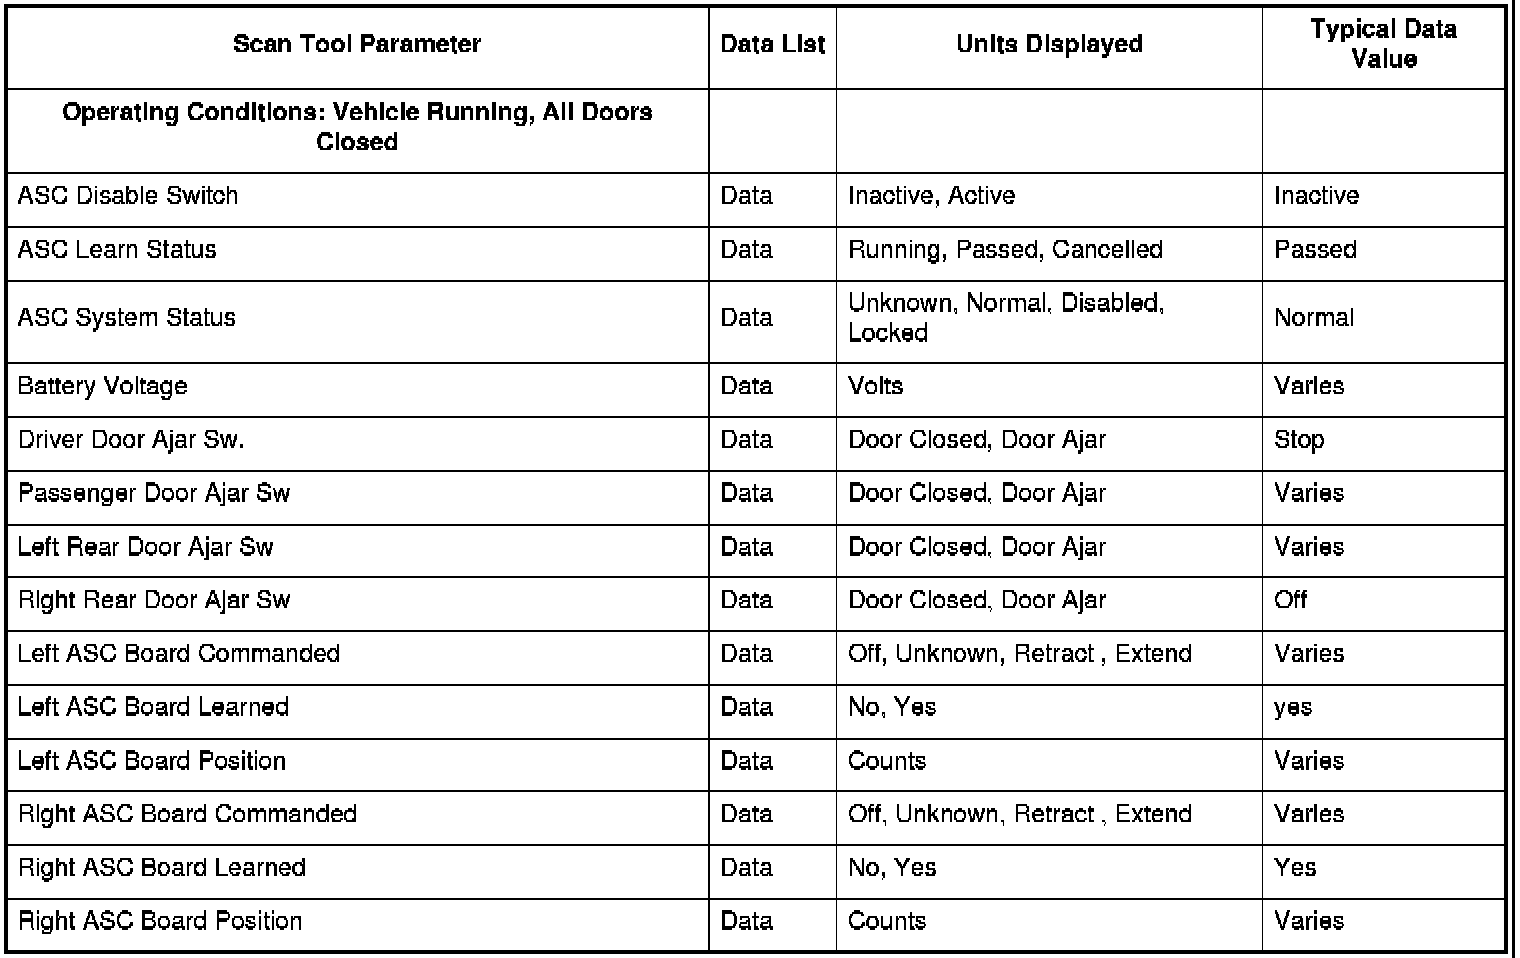 Scan Tool Parameter Data List Units Displayed Typical Data
Value
Operating Conditions: Vehicle Running, All Doors
Closed
ASC Disable Switch Data Inactive, Active Inactive
ASC Learn Status Data Running, Passed, Cancelled Passed
ASC System Status Data Unknown, Normal, Disabled,
Locked Normal
Battery Voltage Data Volts Varies
Driver Door Ajar Sw. Data Door Closed, Door Ajar Stop
Passenger Door Ajar Sw Data Door Closed, Door Ajar Varies
Left Rear Door Ajar Sw Data Door Closed, Door Ajar Varies
Right Rear Door Ajar Sw Data Door Closed, Door Ajar Off
Left ASC Board Commanded Data Off, Unknown, Retract , Extend Varies
Left ASC Board Learned Data No, Yes yes
Left ASC Board Position Data Counts Varies
Right ASC Board Commanded Data Off, Unknown, Retract , Extend Varies
Right ASC Board Learned Data No, Yes Yes
Right ASC Board Position Data Counts Varies